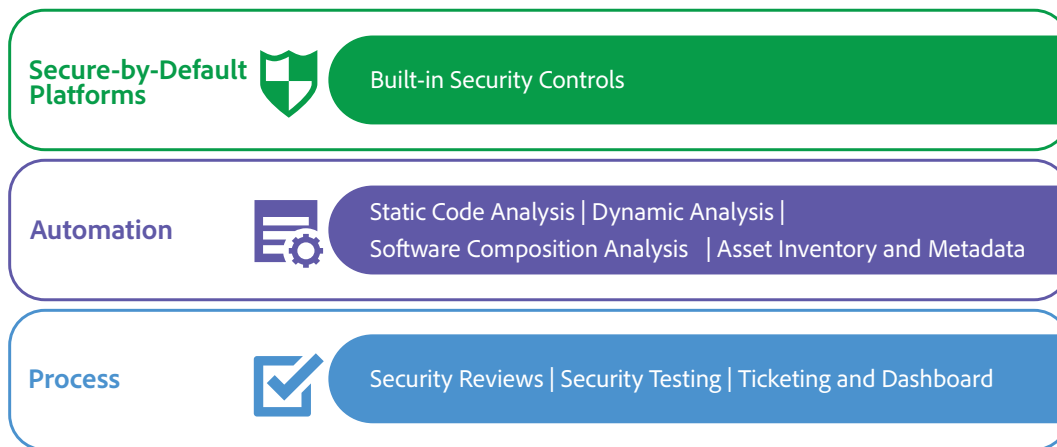 Secure-by-Default
Platforms
Built-in Security Controls
Automation
Static Code Analysis | Dynamic Analysis |
Software Composition Analysis | Asset Inventory and Metadata
Process
Security Reviews | Security Testing | Ticketing and Dashboard